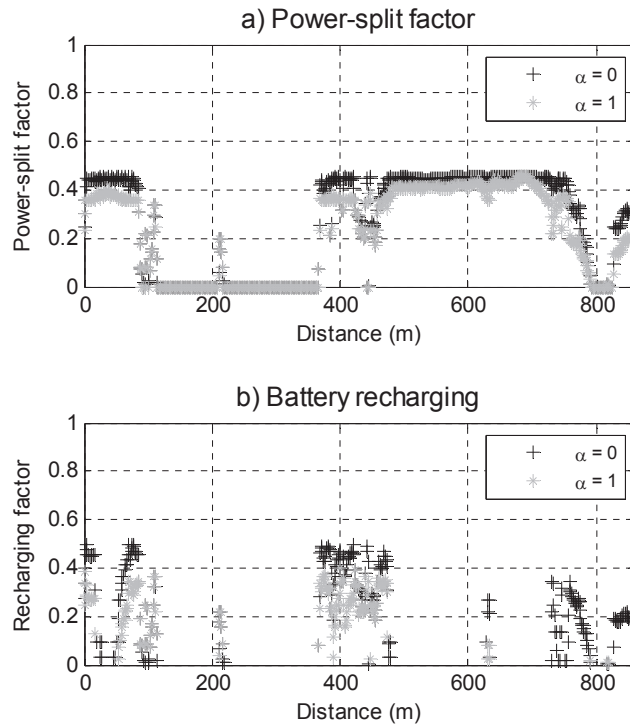 a) Power-split factor
1
0.8
0.6
0.4
0.2
0
Power-split factor
α = 0
α = 1
0 200 400 600 800
Distance (m)
b) Battery recharging
1
0.8
0.6
0.4
0.2
0
Recharging factor
α = 0
α = 1
0 200 400 600 800
Distance (m)